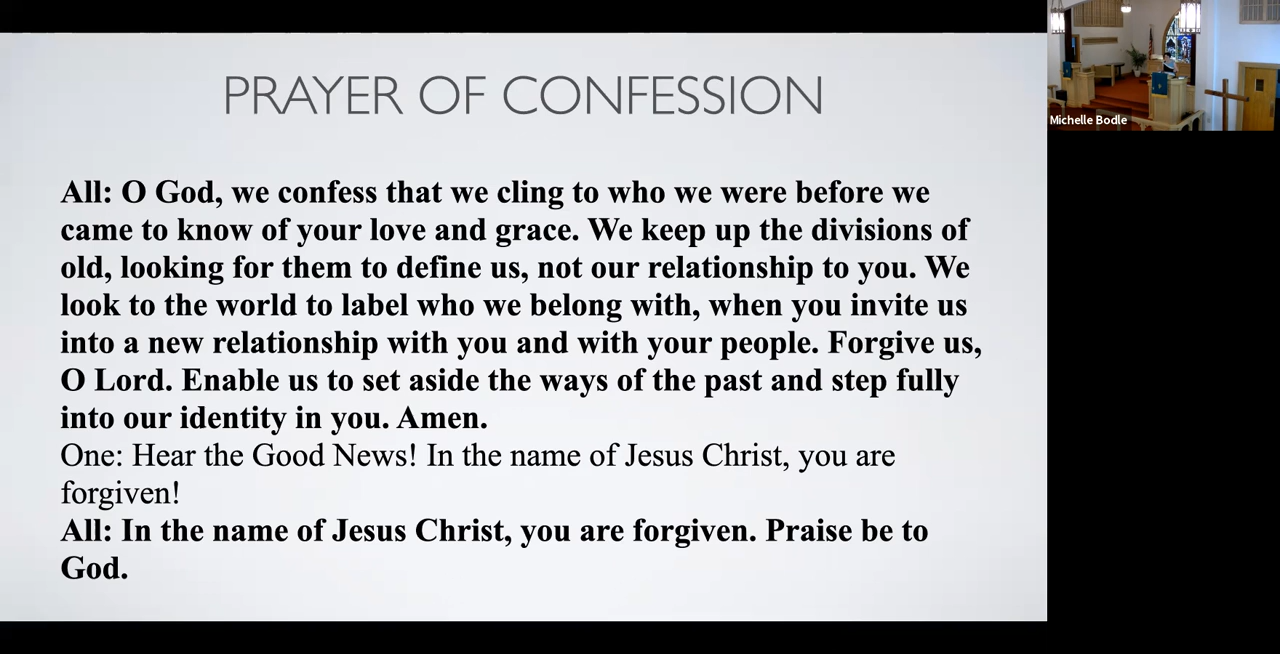 PRAYER OF CONFESSION
All: O God, we confess that we cling to who we were before we
came to know of your love and grace. We keep up the divisions of
old, looking for them to define us, not our relationship to you. We
look to the world to label who we belong with, when you invite us
into a new relationship with you and with your people. Forgive us,
O Lord. Enable us to set aside the ways of the past and step fully
into our identity in you. Amen.
One: Hear the Good News! In the name of Jesus Christ, you are
forgiven!
All: In the name of Jesus Christ, you are forgiven. Praise be to
God.
Michelle Bodle